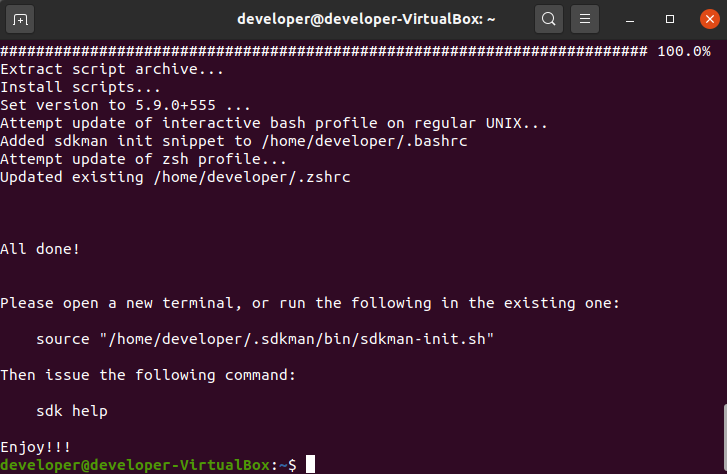 developer@developer-VirtualBox: ~
######################################################################## 100.0%
Extract script archive...
Install scripts...
Set version to 5.9.0+555 ...
Attempt update of interactive bash profile on regular UNIX...
Added sdkman init snippet to /home/developer/.bashrc
Attempt update of zsh profile...
Updated existing /home/developer/.zshrc
All done!
Please open a new terminal, or run the following in the existing one:
source "/home/developer/.sdkman/bin/sdkman-init.sh"
Then issue the following command:
sdk help
Enjoy!!!
developer@developer-VirtualBox:~$